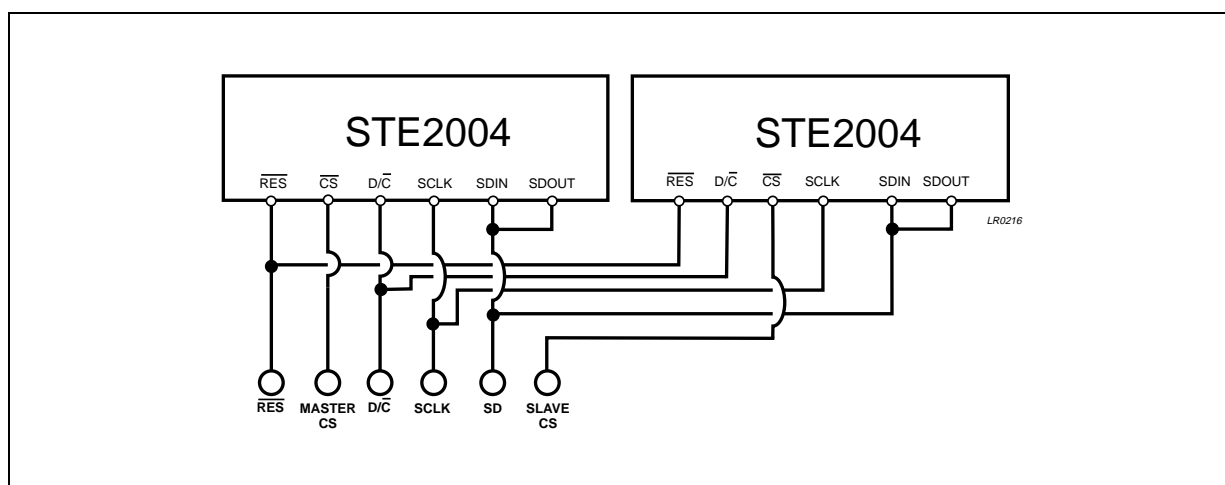 STE2004 STE2004
RES CS D/C SCLK SDIN SDOUT RES D/C CS SCLK SDIN SDOUT
LR0216
RES MASTER CS D/C SCLK SD SLAVE CS